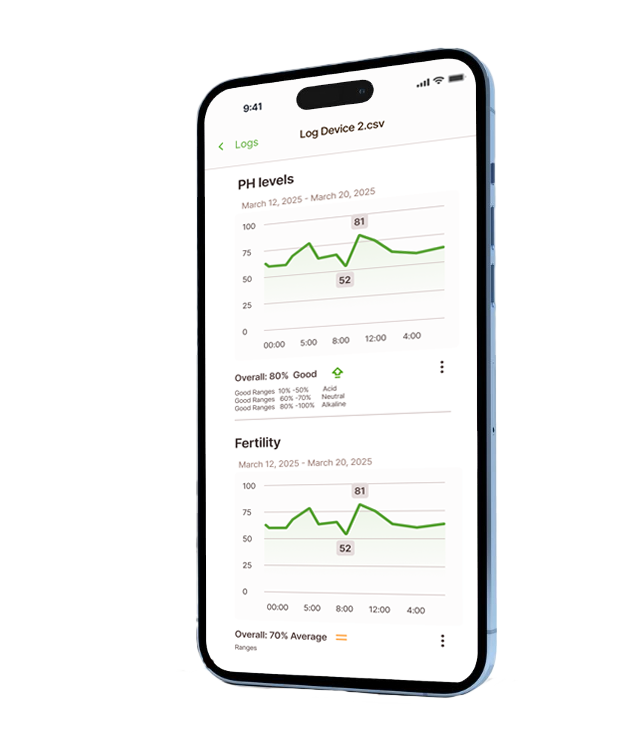 9:41
Logs
Log Device 2.csv
PH levels
March 12, 2025 - March 20, 2025
100
81
75
50
52
25
0
00:00 5:00 8:00 12:00 4:00
Overall: 80% Good
Good Ranges 10% -50% Acid
Good Ranges 60% -70% Neutral
Good Ranges 80% -100% Alkaline
Fertility
March 12, 2025 - March 20, 2025
100
81
75
50
52
25
0
00:00 5:00 8:00 12:00 4:00
Overall: 70% Average
Ranges